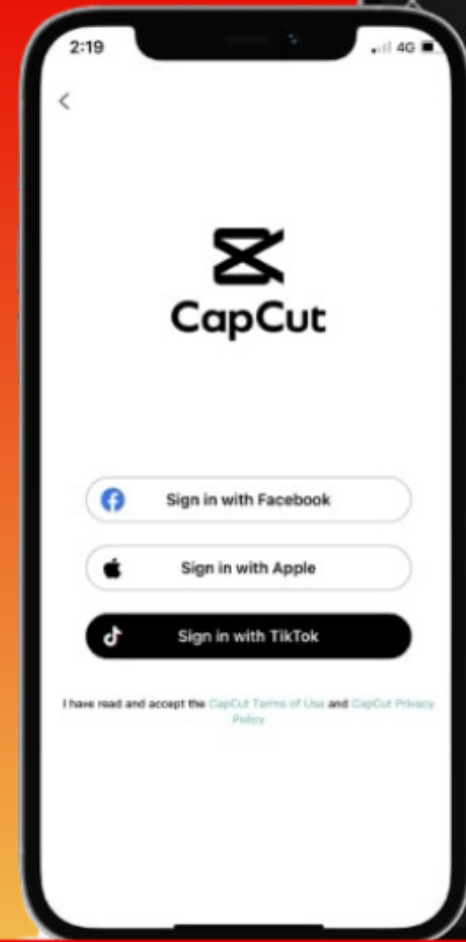 2:19
4G
CapCut
Sign in with Facebook
Sign in with Apple
Sign in with TikTok
I have read and accept the CapCut Terms of Use and CapCut Privacy
Policy